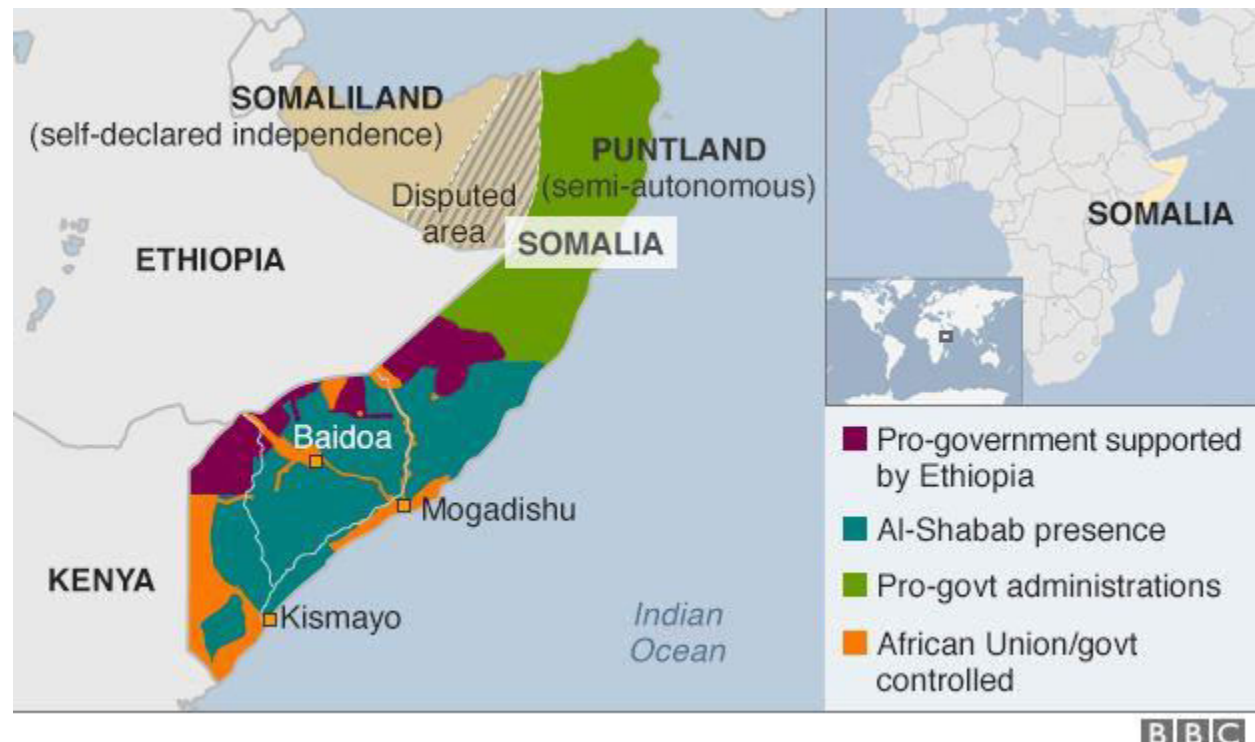 SOMALILAND
(self-declared independence)
PUNTLAND
(semi-autonomous)
Disputed
area
SOMALIA
ETHIOPIA
Baidoa
Mogadishu
KENYA
Kismayo
Indian
Ocean
SOMALIA
Pro-government supported
by Ethiopia
Al-Shabab presence
Pro-govt administrations
African Union/govt
controlled
BBC